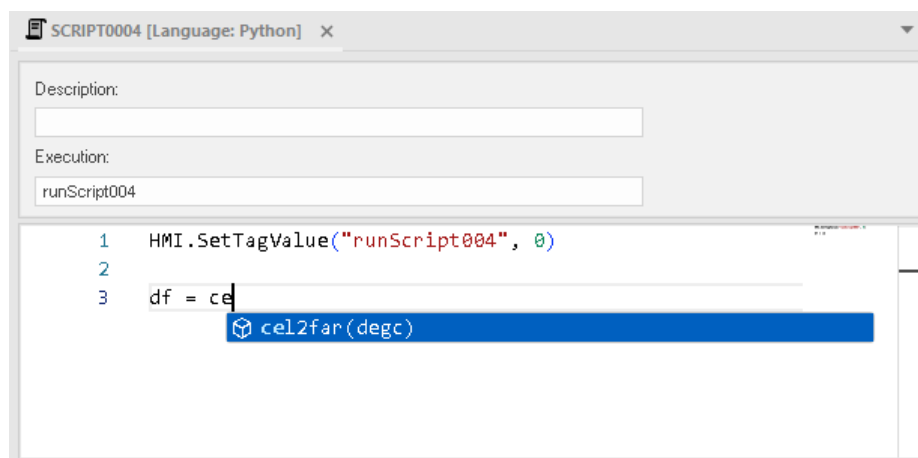 SCRIPT0004 [Language: Python] ×
Description:
Execution:
runScript004
1 HMI.SetTagValue("runScript004", 0)
2
3 df = ce
cel2far(degc)